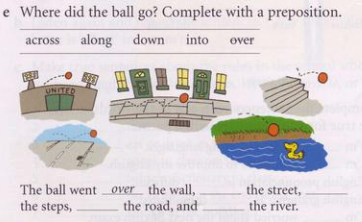 e Where did the ball go? Complete with a preposition.
across along down into over
UNITED
The ball went over the wall, ______ the street, ______
the steps, ______ the road, and ______ the river.